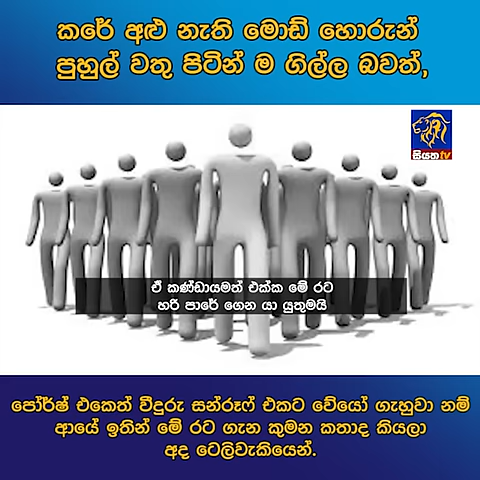 කරේ අළු නැති මොඩ් හොරුන්
පුහුල් වතු පිටින් ම ගිල්ල බවත්,
සියත tv
ඒ කණ්ඩායමත් එක්ක මේ රට
හරි පාරේ ගෙන යා යුතුමයි
පෝර්ෂ් එකෙත් වීදුරු සන්රූෆ් එකට වේයෝ ගැහුවා නම්
ආයේ ඉතින් මේ රට ගැන කුමන කතාද කියලා
අද ටෙලිවැකියෙන්.